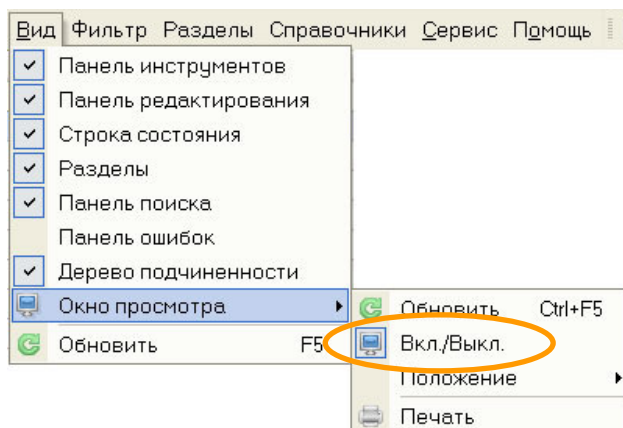 Вид Фильтр Разделы Справочники Сервис Помощь
Панель инструментов
Панель редактирования
Строка состояния
Разделы
Панель поиска
Панель ошибок
Дерево подчиненности
Окно просмотра
Обновить F5
Обновить Ctrl+F5
Вкл./Выкл.
Положение
Печать